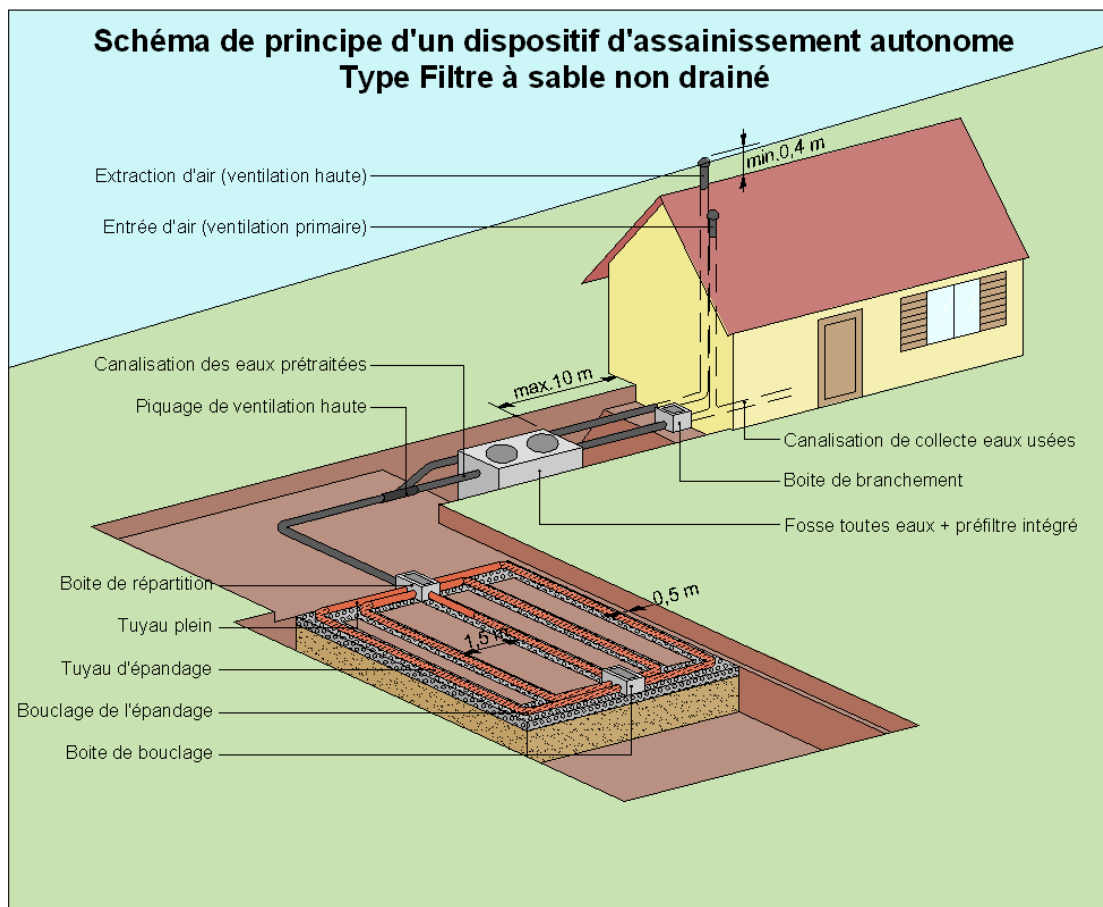 Schéma de principe d'un dispositif d'assainissement autonome
Type Filtre à sable non drainé
min.0,4 m
Extraction d'air (ventilation haute)
Entrée d'air (ventilation primaire)
Canalisation des eaux prétraitées
max.10 m
Piquage de ventilation haute
Canalisation de collecte eaux usées
Boite de branchement
Fosse toutes eaux + préfiltre intégré
Boite de répartition
0,5 m
Tuyau plein
1,5 m
Tuyau d'épandage
Bouclage de l'épandage
Boite de bouclage